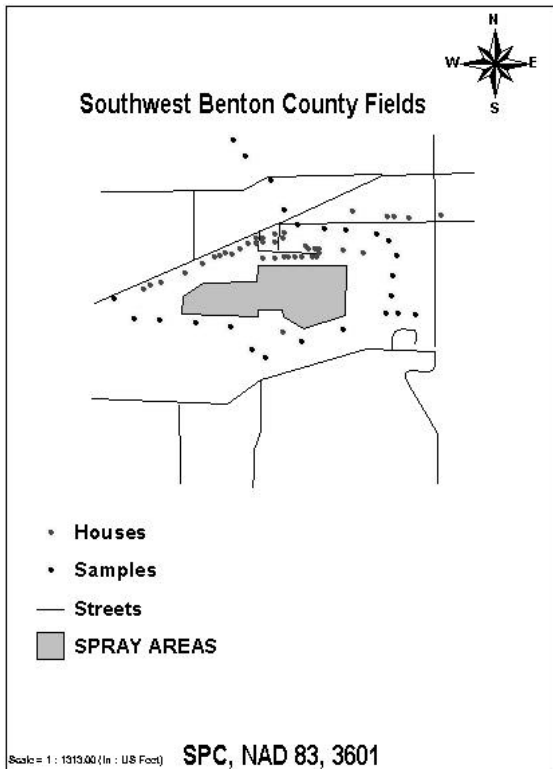 N
W E
S
Southwest Benton County Fields
Houses
Samples
Streets
SPRAY AREAS
Scale = 1 : 1313.00 (In : US Feet) SPC, NAD 83, 3601